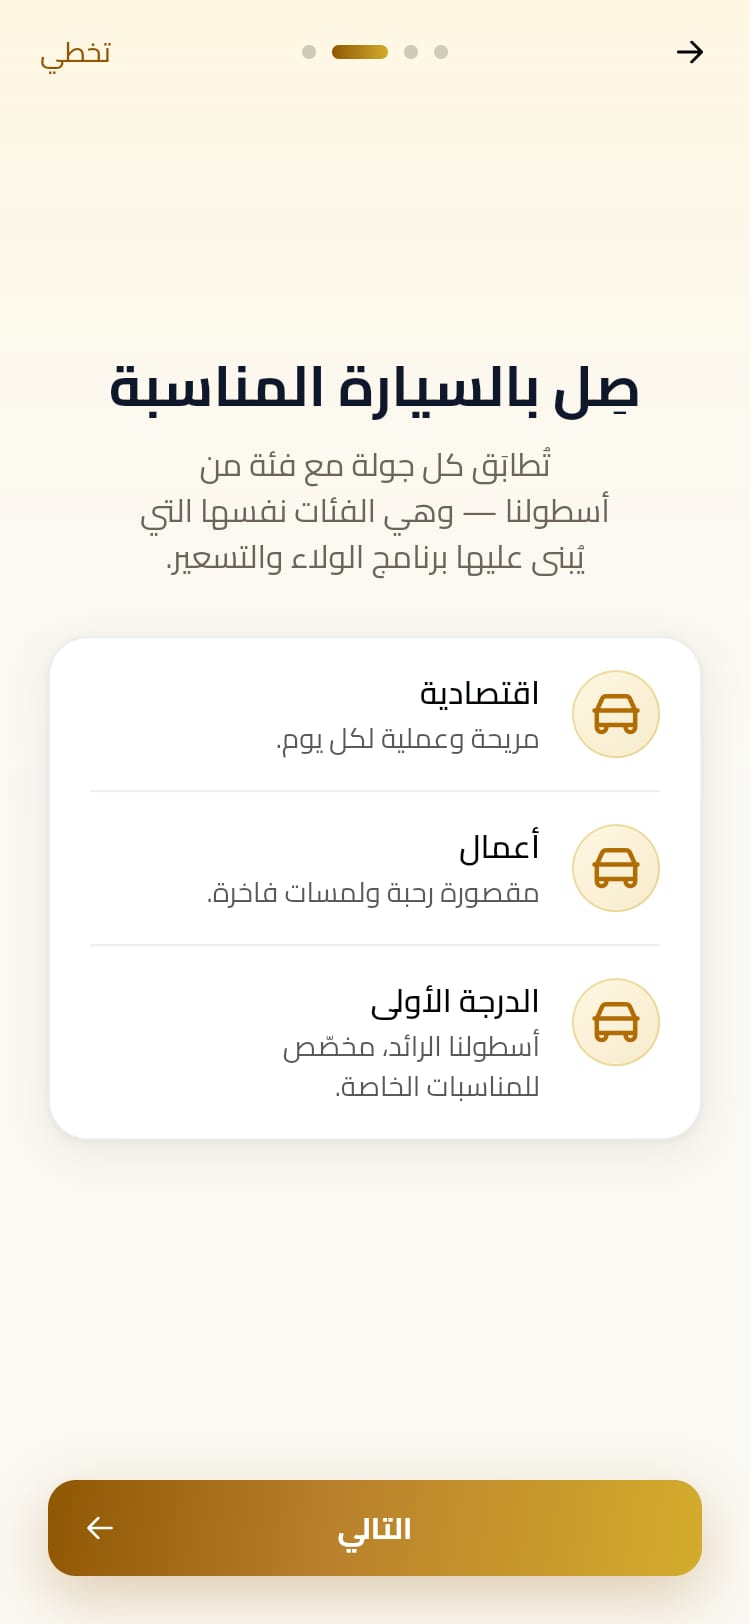 تخطي
صِل بالسيارة المناسبة
تُطابَق كل جولة مع فئة من
أسطولنا — وهي الفئات نفسها التي
يُبنى عليها برنامج الولاء والتسعير.
اقتصادية
مريحة وعملية لكل يوم.
أعمال
مقصورة رحبة ولمسات فاخرة.
الدرجة الأولى
أسطولنا الرائد، مخصّص
للمناسبات الخاصة.
التالي